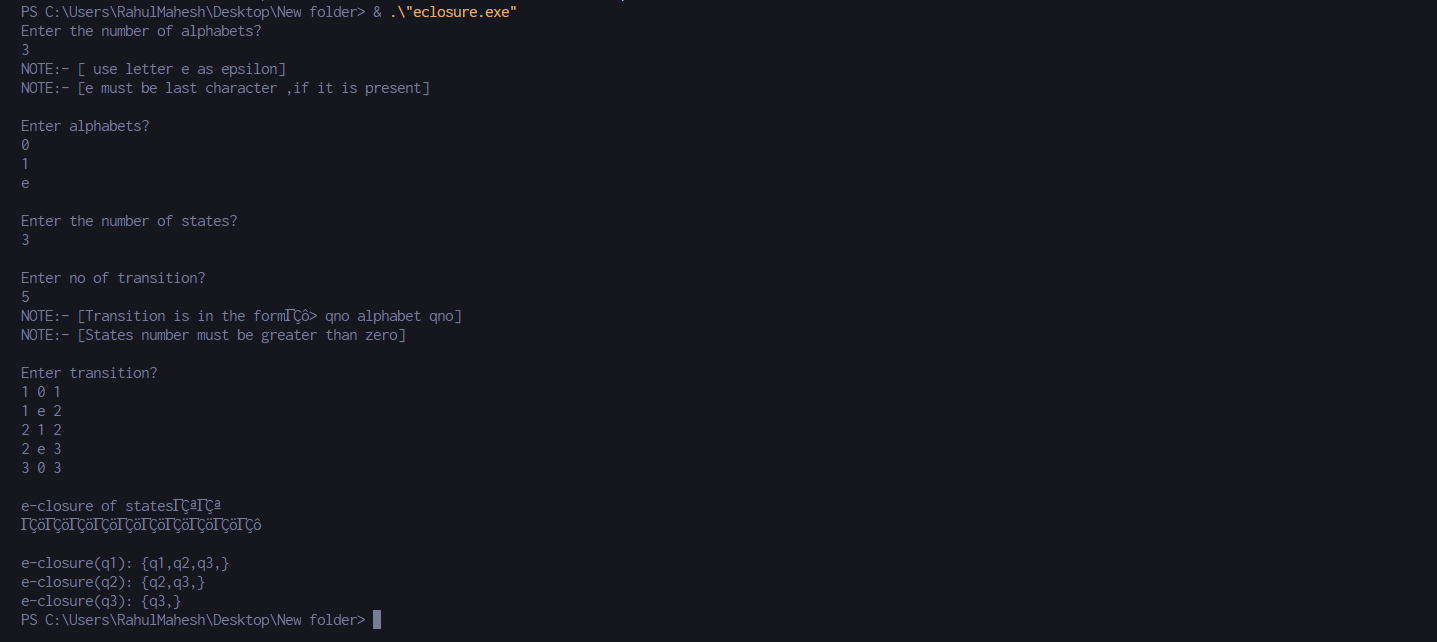 PS C:\Users\RahulMahesh\Desktop\New folder> & .\"eclosure.exe"
Enter the number of alphabets?
3
NOTE:- [ use letter e as epsilon]
NOTE:- [e must be last character ,if it is present]
Enter alphabets?
0
1
e
Enter the number of states?
3
Enter no of transition?
5
NOTE:- [Transition is in the formΓÇô> qno alphabet qno]
NOTE:- [States number must be greater than zero]
Enter transition?
1 0 1
1 e 2
2 1 2
2 e 3
3 0 3
e-closure of statesΓÇªΓÇª
ΓÇöΓÇöΓÇöΓÇöΓÇöΓÇöΓÇöΓÇöΓÇöΓÇô
e-closure(q1): {q1,q2,q3,}
e-closure(q2): {q2,q3,}
e-closure(q3): {q3,}
PS C:\Users\RahulMahesh\Desktop\New folder>